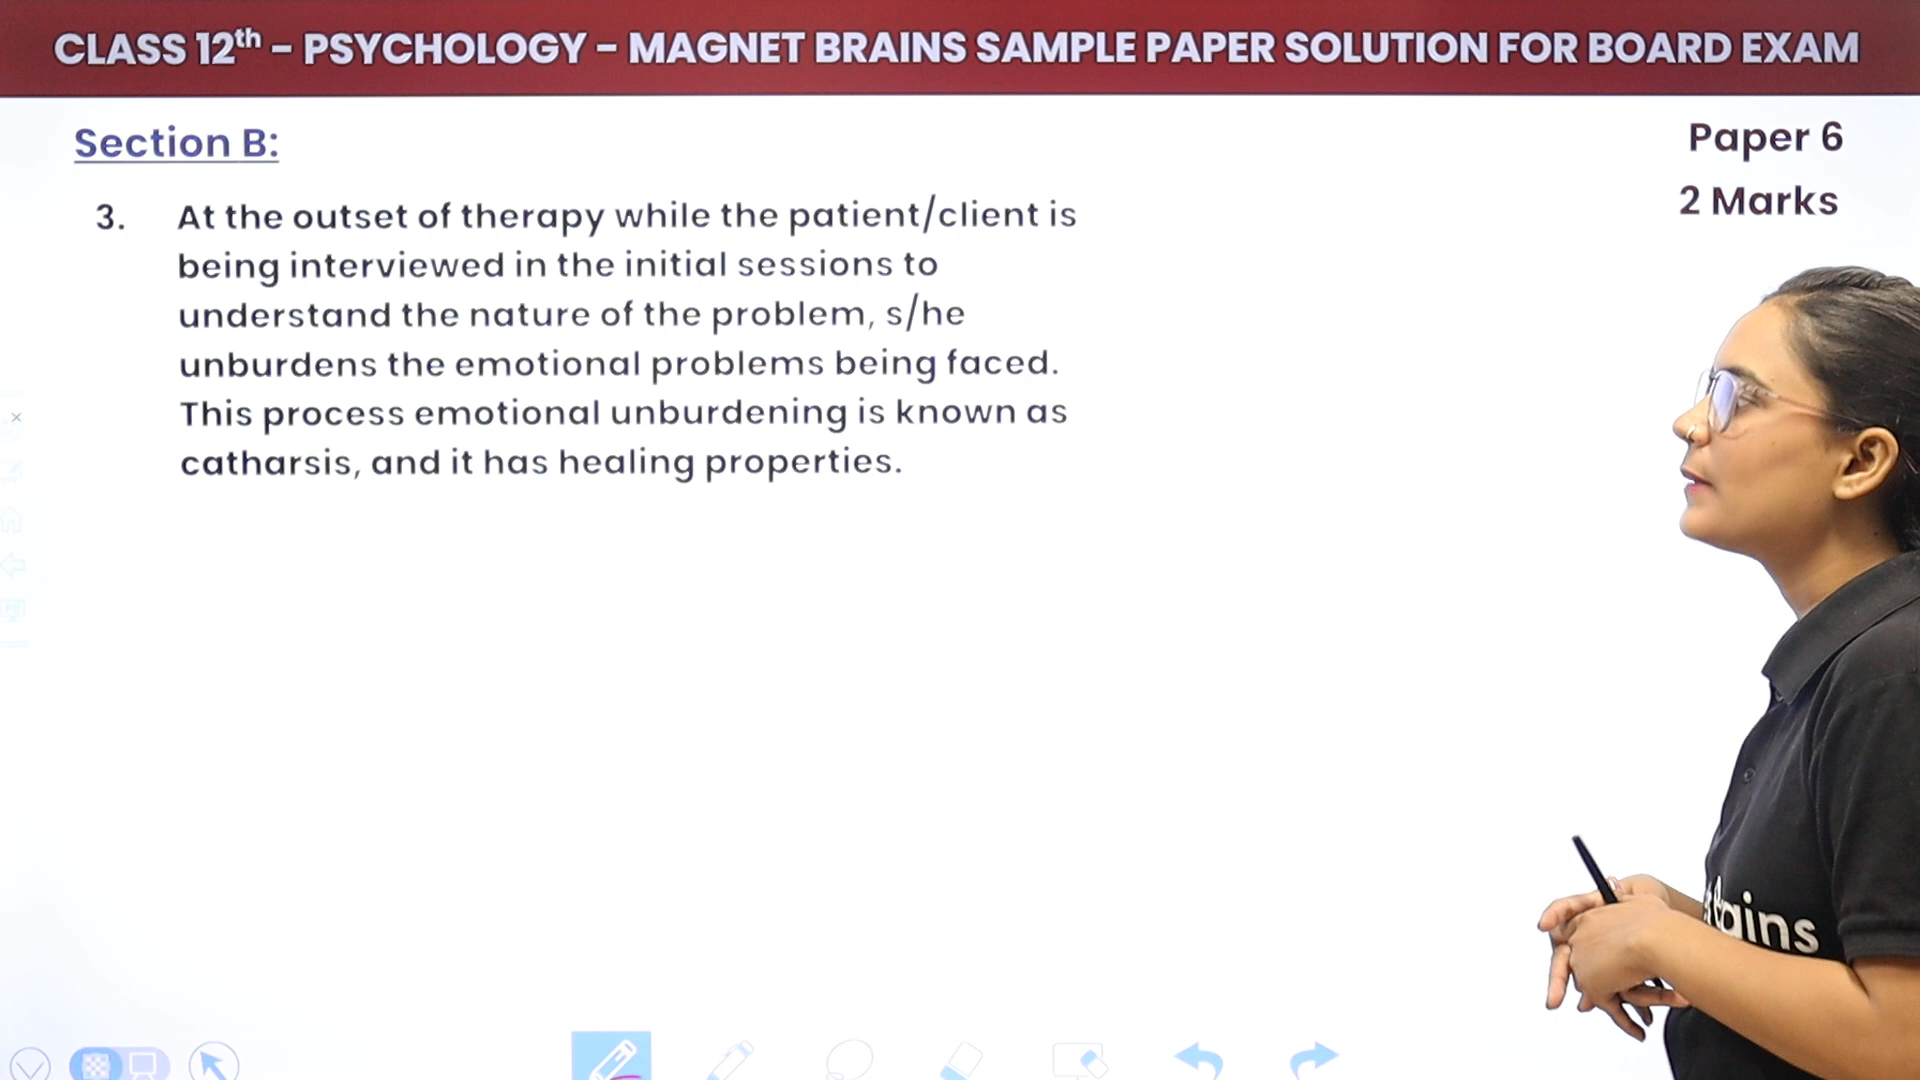 CLASS 12th – PSYCHOLOGY – MAGNET BRAINS SAMPLE PAPER SOLUTION FOR BOARD EXAM
Section B:
Paper 6
2 Marks
3. At the outset of therapy while the patient/client is
being interviewed in the initial sessions to
understand the nature of the problem, s/he
unburdens the emotional problems being faced.
This process emotional unburdening is known as
catharsis, and it has healing properties.
ains